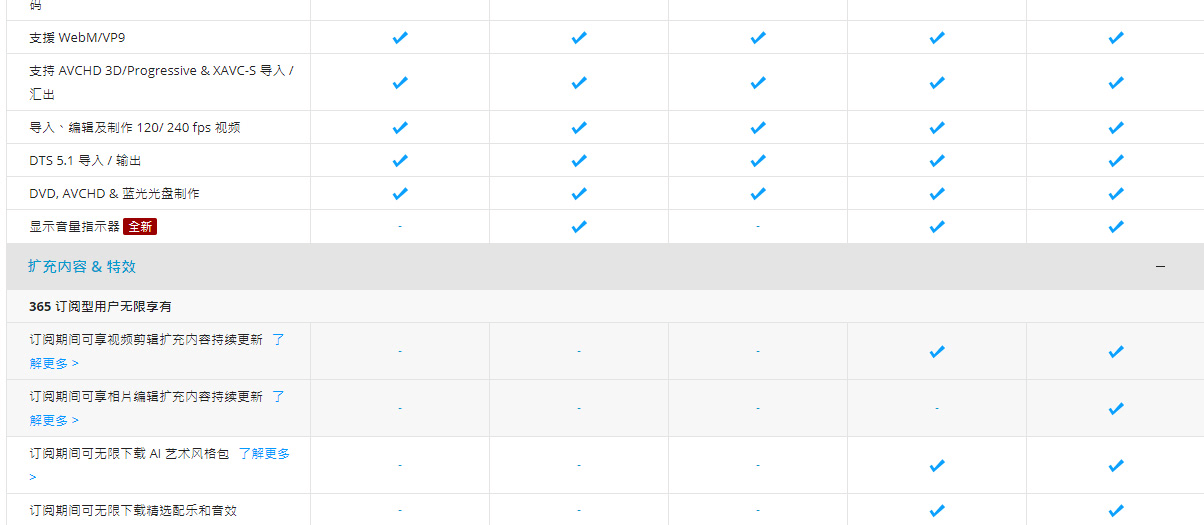 码
支援 WebM/VP9
支持 AVCHD 3D/Progressive & XAVC-S 导入 /
汇出
导入、编辑及制作 120/ 240 fps 视频
DTS 5.1 导入 / 输出
DVD, AVCHD & 蓝光光盘制作
显示音量指示器 全新
- -
扩充内容 & 特效 –
365 订阅型用户无限享有
订阅期间可享视频剪辑扩充内容持续更新 了
解更多 >
- - -
订阅期间可享相片编辑扩充内容持续更新 了
解更多 >
- - - -
订阅期间可无限下载 AI 艺术风格包 了解更多
>
- - -
订阅期间可无限下载精选配乐和音效 - - -